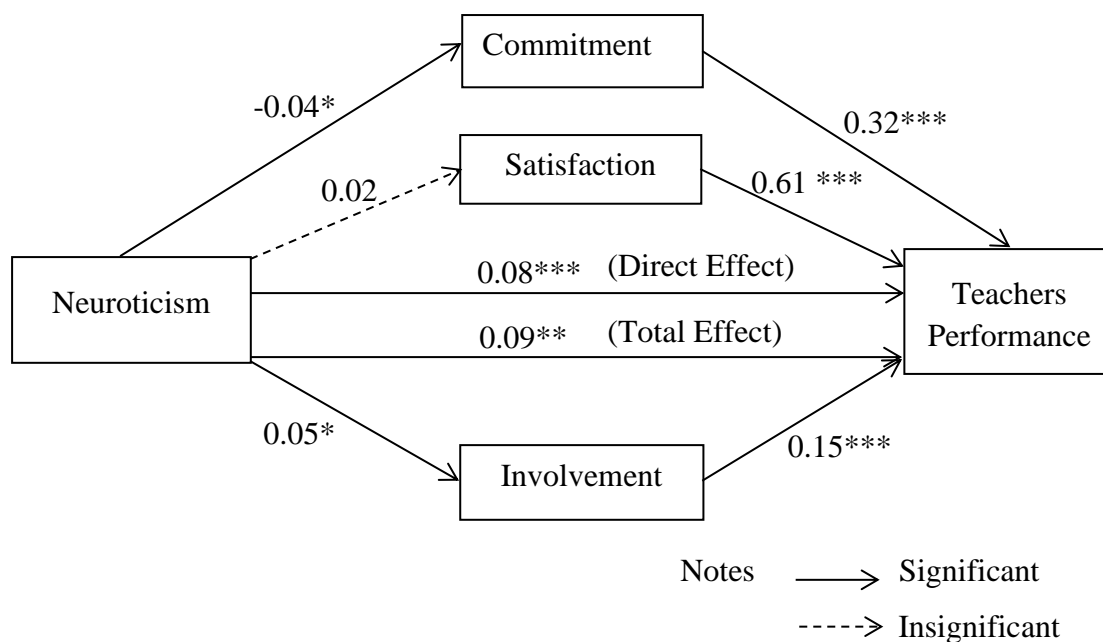 Commitment
-0.04*
0.32***
Satisfaction
0.02
0.61 ***
Neuroticism
0.08*** (Direct Effect)
0.09** (Total Effect)
Teachers
Performance
0.05*
Involvement
0.15***
Notes
Significant
Insignificant